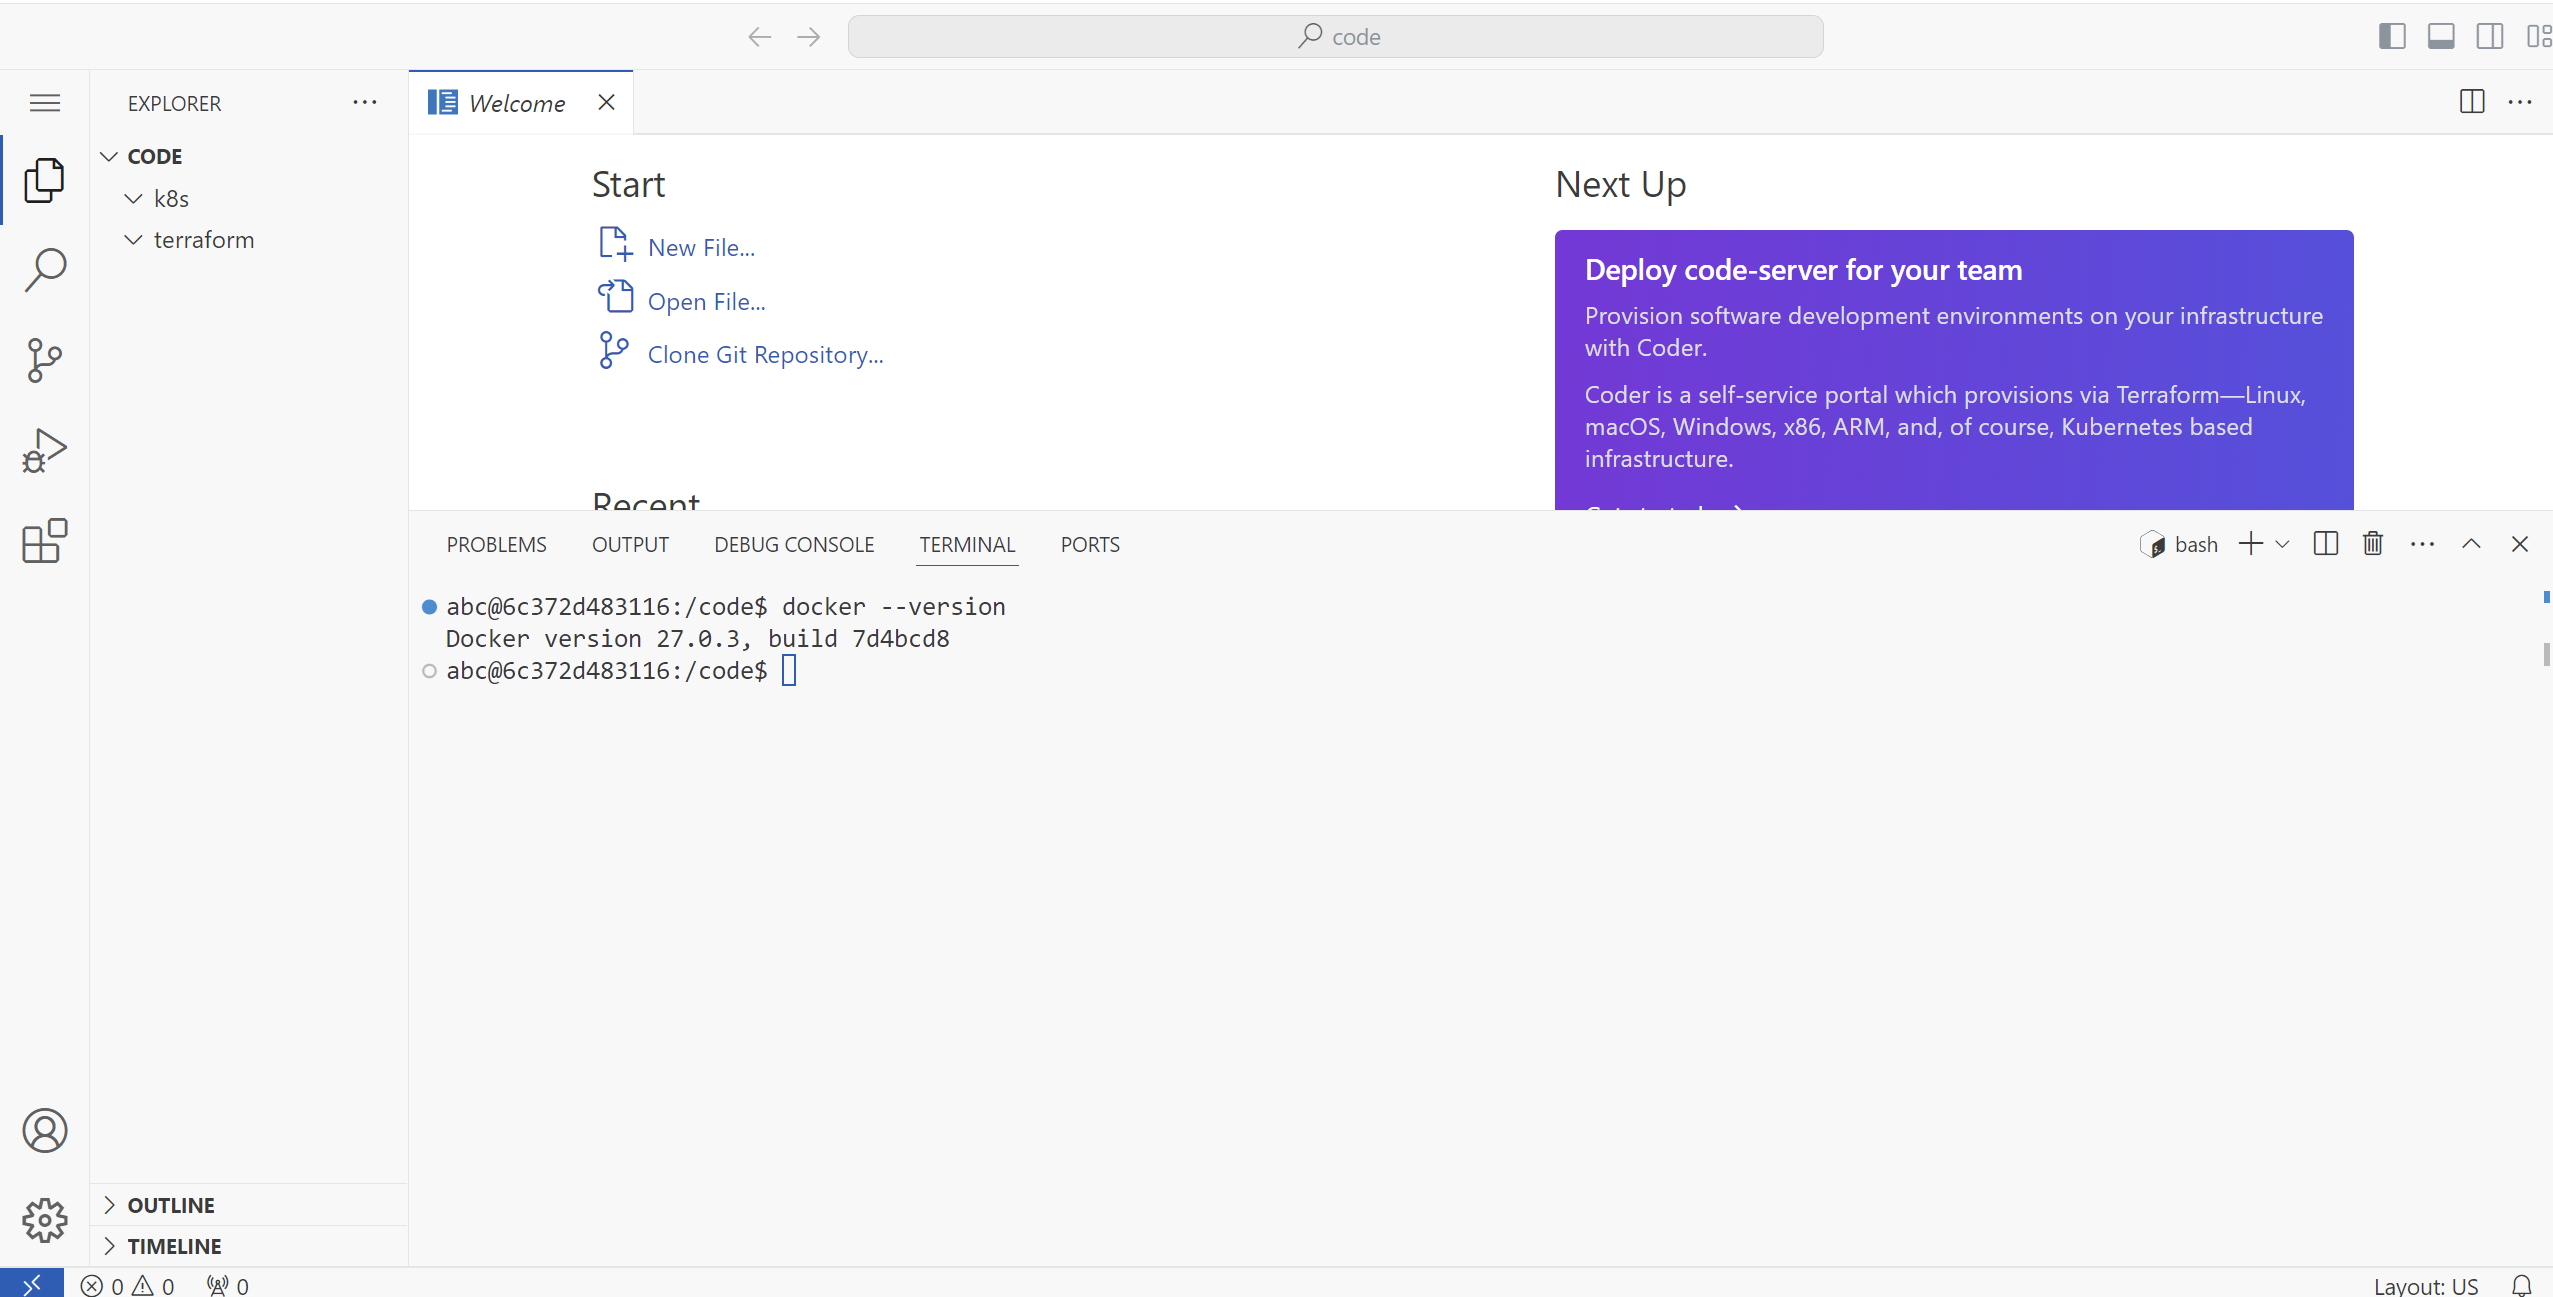 code
EXPLORER
Welcome
CODE
k8s
terraform
Start
New File...
Open File...
Clone Git Repository...
Recent
Next Up
Deploy code-server for your team
Provision software development environments on your infrastructure
with Coder.
Coder is a self-service portal which provisions via Terraform—Linux,
macOS, Windows, x86, ARM, and, of course, Kubernetes based
infrastructure.
PROBLEMS OUTPUT DEBUG CONSOLE TERMINAL PORTS
bash
abc@6c372d483116:/code$ docker --version
Docker version 27.0.3, build 7d4bcd8
abc@6c372d483116:/code$
OUTLINE
TIMELINE
0 0 0
Layout: US